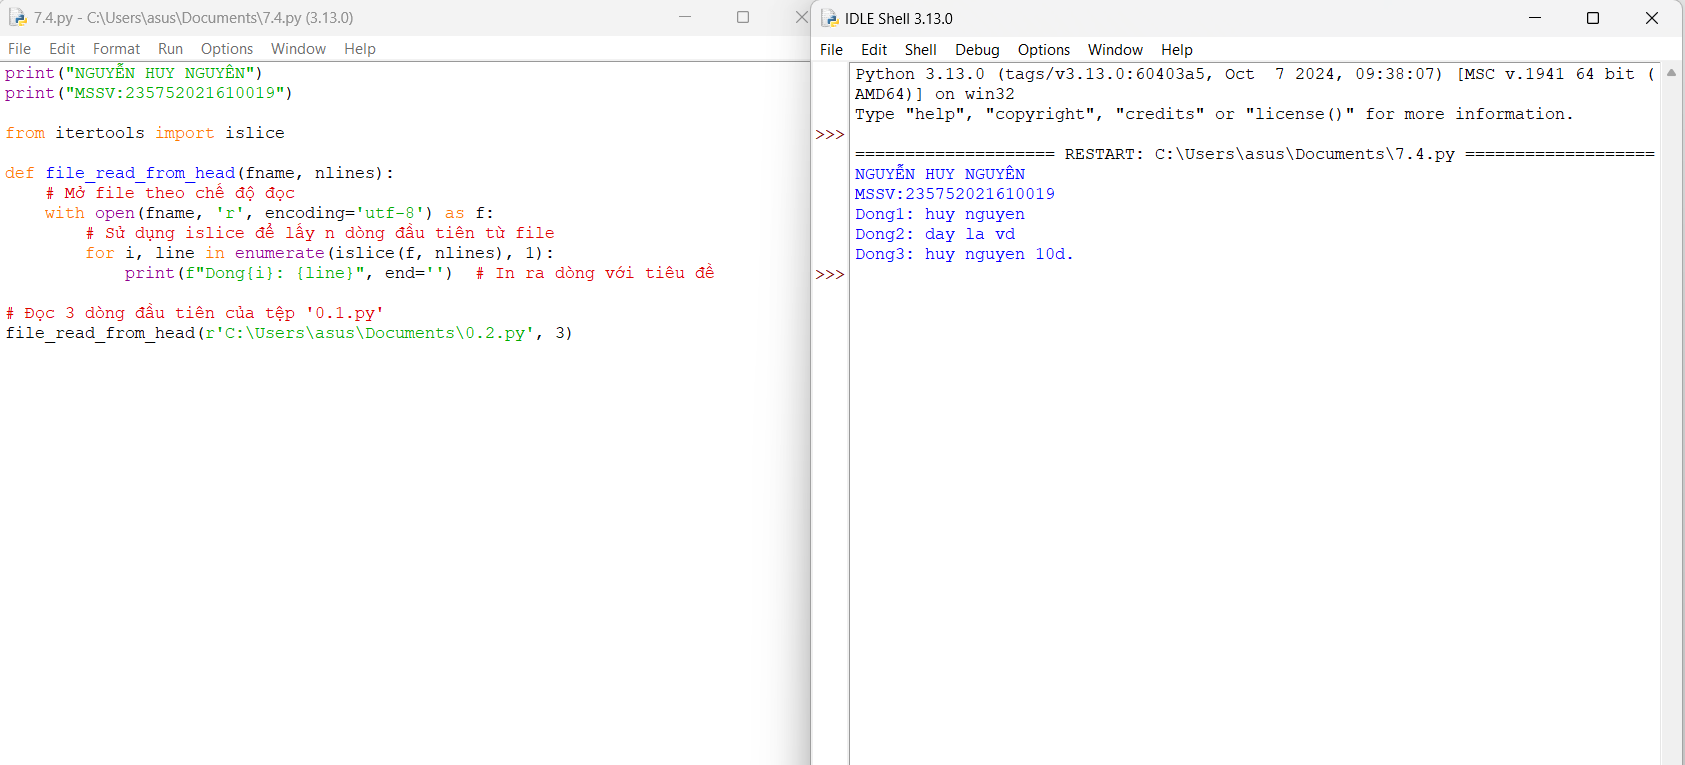 7.4.py - C:\Users\asus\Documents\7.4.py (3.13.0)
File Edit Format Run Options Window Help
print("NGUYỄN HUY NGUYÊN")
print("MSSV:235752021610019")
from itertools import islice
def file_read_from_head(fname, nlines):
# Mở file theo chế độ đọc
with open(fname, 'r', encoding='utf-8') as f:
# Sử dụng islice để lấy n dòng đầu tiên từ file
for i, line in enumerate(islice(f, nlines), 1):
print(f"Dong{i}: {line}", end='')  # In ra dòng với tiêu đề
# Đọc 3 dòng đầu tiên của tệp '0.1.py'
file_read_from_head(r'C:\Users\asus\Documents\0.2.py', 3)
IDLE Shell 3.13.0
File Edit Shell Debug Options Window Help
Python 3.13.0 (tags/v3.13.0:60403a5, Oct  7 2024, 09:38:07) [MSC v.1941 64 bit (
AMD64)] on win32
Type "help", "copyright", "credits" or "license()" for more information.
>>>
==================== RESTART: C:\Users\asus\Documents\7.4.py ===================
NGUYỄN HUY NGUYÊN
MSSV:235752021610019
Dong1: huy nguyen
Dong2: day la vd
Dong3: huy nguyen 10d.
>>>